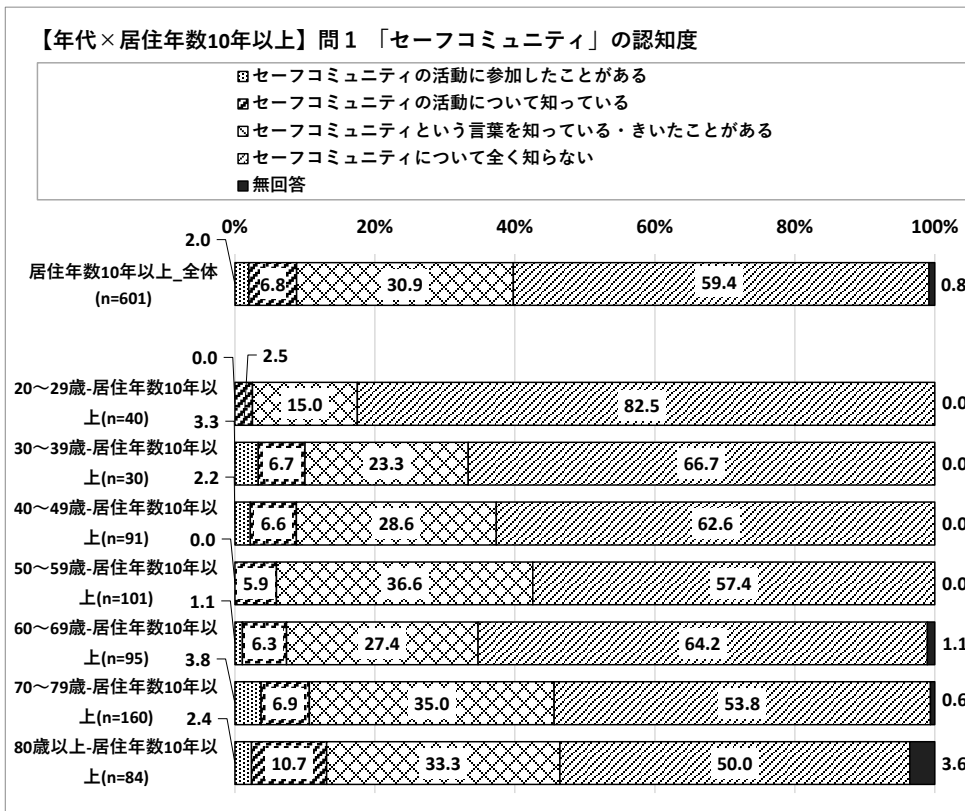 【年代×居住年数10年以上】問１ 「セーフコミュニティ」の認知度
セーフコミュニティの活動に参加したことがある
セーフコミュニティの活動について知っている
セーフコミュニティという言葉を知っている・きいたことがある
セーフコミュニティについて全く知らない
無回答
0% 20% 40% 60% 80% 100%
2.0
居住年数10年以上_全体
(n=601)
6.8 30.9 59.4 0.8
0.0 2.5
20～29歳-居住年数10年以
上(n=40)
15.0 82.5 0.0
3.3
30～39歳-居住年数10年以
上(n=30)
6.7 23.3 66.7 0.0
2.2
40～49歳-居住年数10年以
上(n=91)
6.6 28.6 62.6 0.0
0.0
50～59歳-居住年数10年以
上(n=101)
5.9 36.6 57.4 0.0
1.1
60～69歳-居住年数10年以
上(n=95)
6.3 27.4 64.2 1.1
3.8
70～79歳-居住年数10年以
上(n=160)
6.9 35.0 53.8 0.6
2.4
80歳以上-居住年数10年以
上(n=84)
10.7 33.3 50.0 3.6